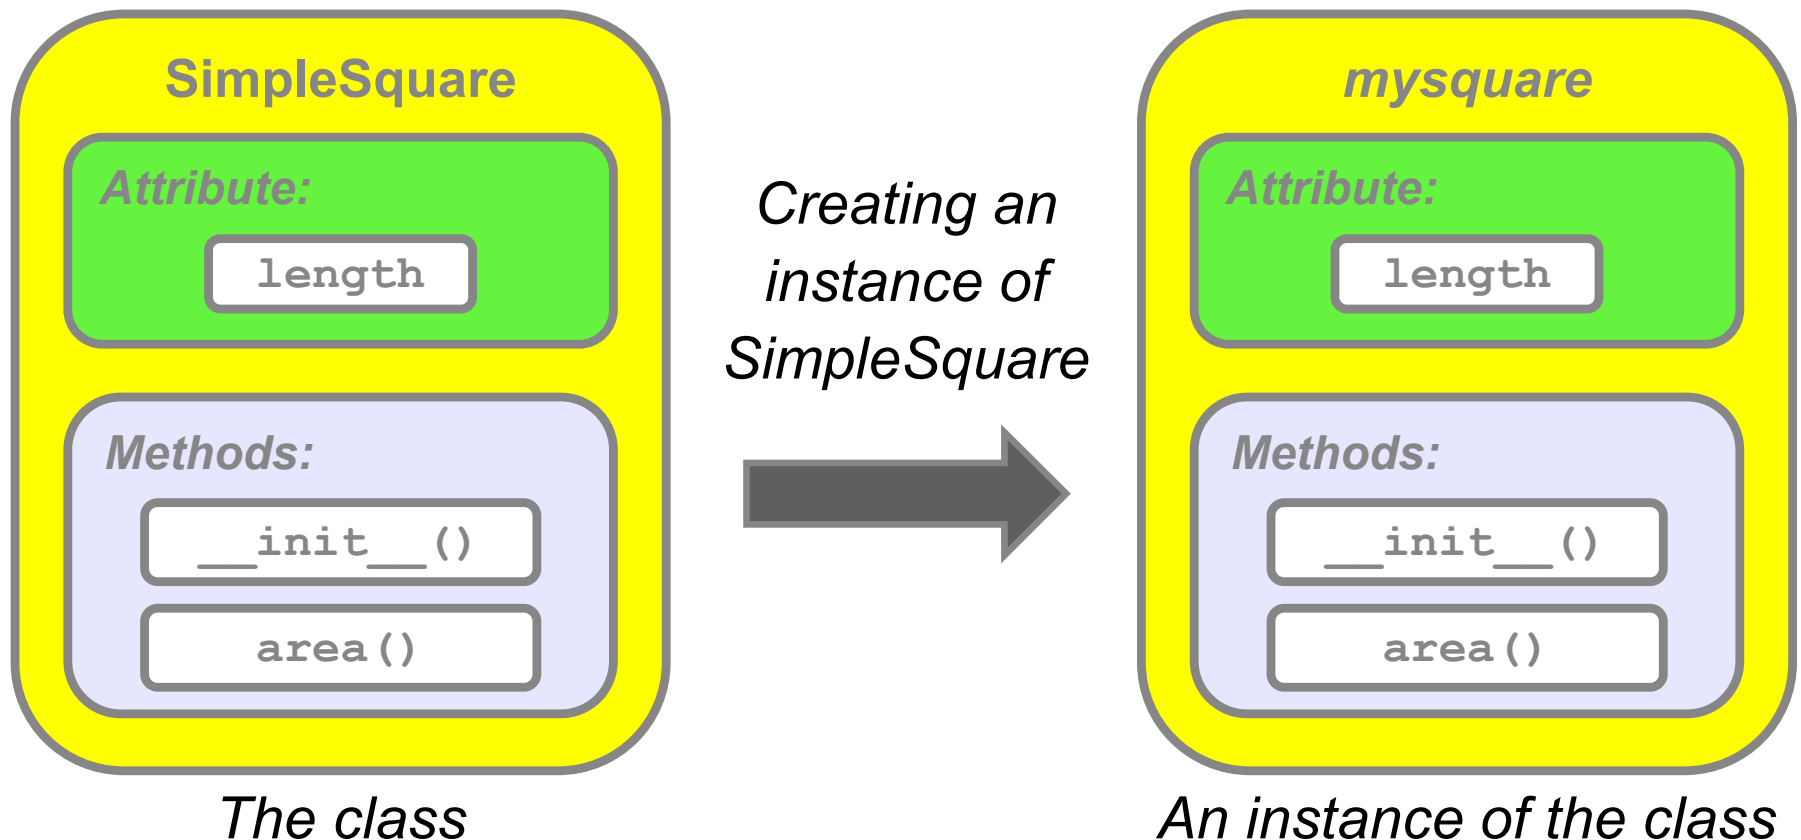 SimpleSquare
Attribute:
length
Methods:
__init__()
area()
The class
Creating an
instance of
SimpleSquare
mysquare
Attribute:
length
Methods:
__init__()
area()
An instance of the class